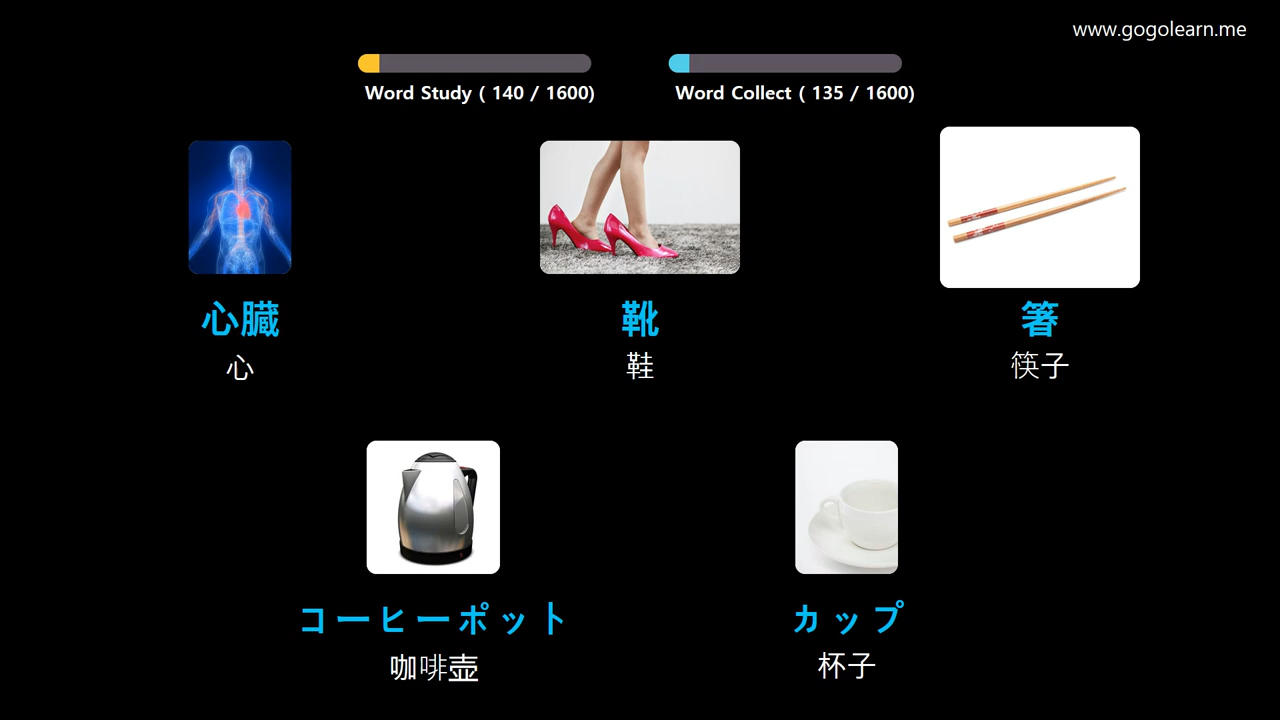 www.gogolearn.me
Word Study ( 140 / 1600)
Word Collect ( 135 / 1600)
心臓
心
靴
鞋
箸
筷子
コーヒーポット
咖啡壶
カップ
杯子